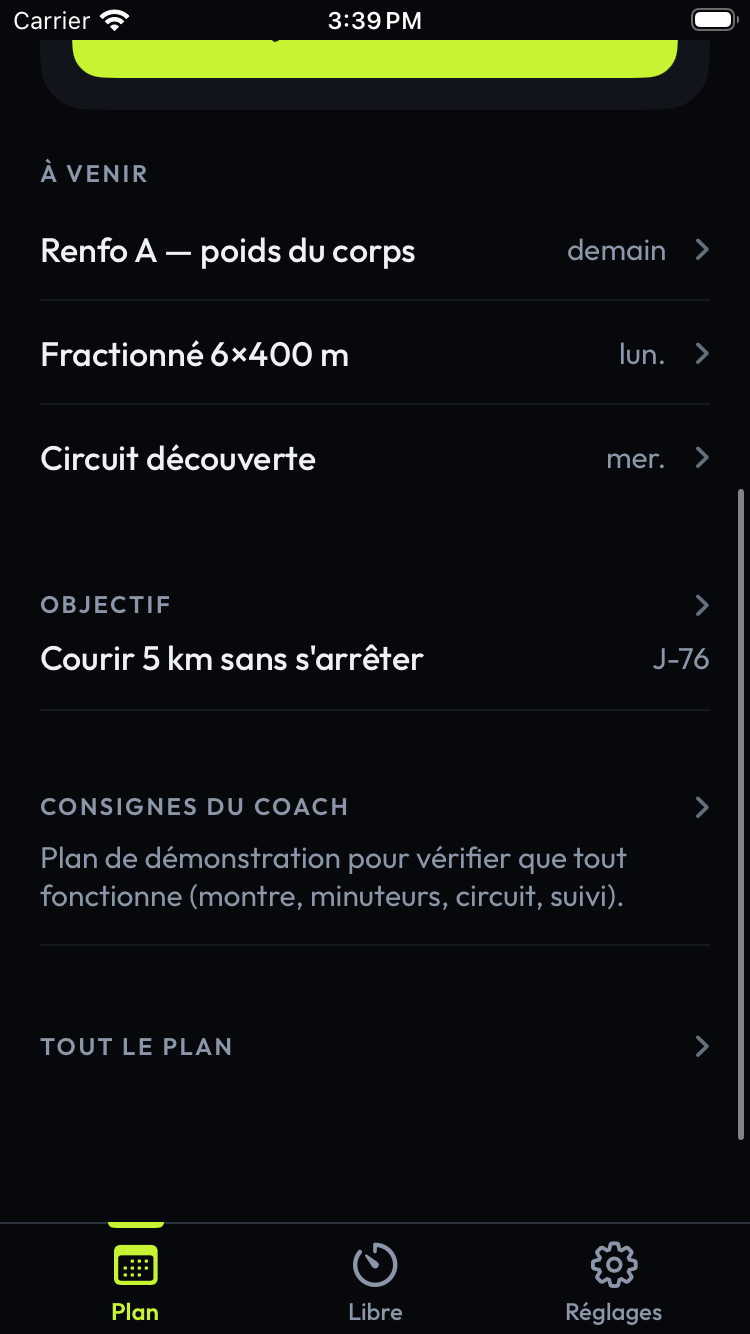 Carrier 3:39 PM
À VENIR
Renfo A — poids du corps demain
Fractionné 6×400 m lun.
Circuit découverte mer.
OBJECTIF
Courir 5 km sans s'arrêter J-76
CONSIGNES DU COACH
Plan de démonstration pour vérifier que tout
fonctionne (montre, minuteurs, circuit, suivi).
TOUT LE PLAN
Plan Libre Réglages